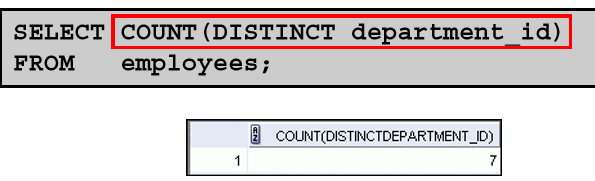 SELECT COUNT(DISTINCT department_id)
FROM employees;
A Z COUNT(DISTINCTDEPARTMENT_ID)
1 7